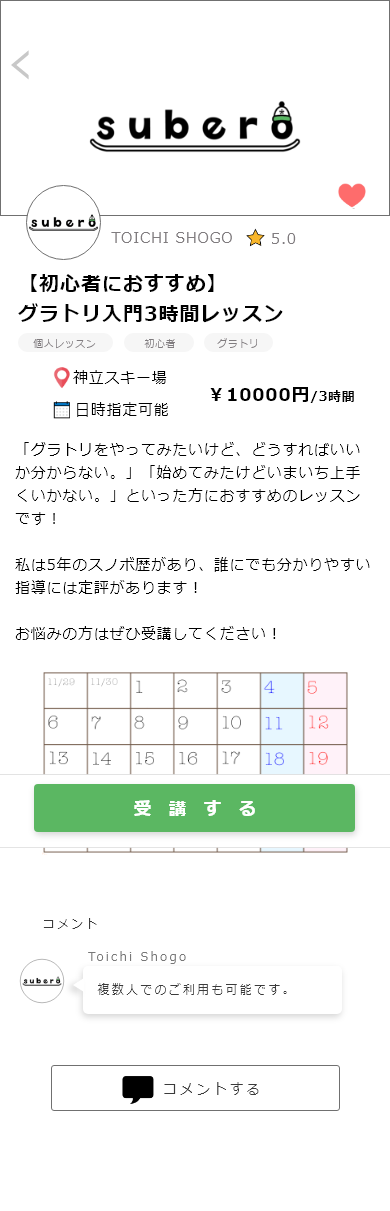 subero
subero
TOICHI SHOGO 5.0
【初心者におすすめ】
グラトリ入門3時間レッスン
個人レッスン 初心者 グラトリ
神立スキー場
￥10000円/3時間
日時指定可能
「グラトリをやってみたいけど、どうすればいい
か分からない。」「始めてみたけどいまいち上手
くいかない。」といった方におすすめのレッスン
です！
私は5年のスノボ歴があり、誰にでも分かりやすい
指導には定評があります！
お悩みの方はぜひ受講してください！
11/29 11/30 1 2 3 4 5
6 7 8 9 10 11 12
13 14 15 16 17 18 19
受講する
コメント
Toichi Shogo
subero
複数人でのご利用も可能です。
コメントする